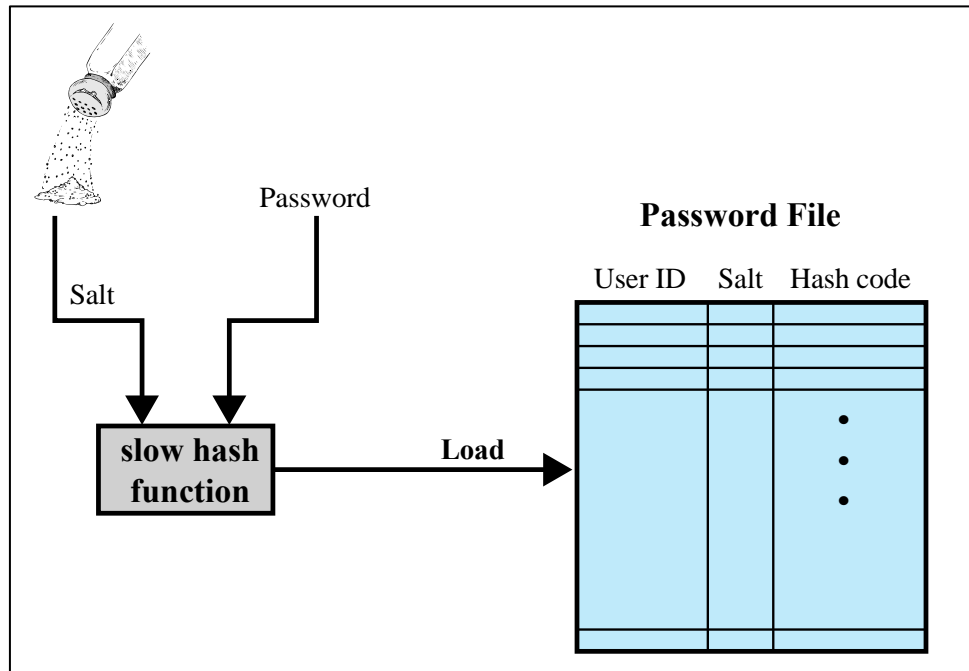 Password
Salt
slow hash
function
Load
Password File
User ID Salt Hash code